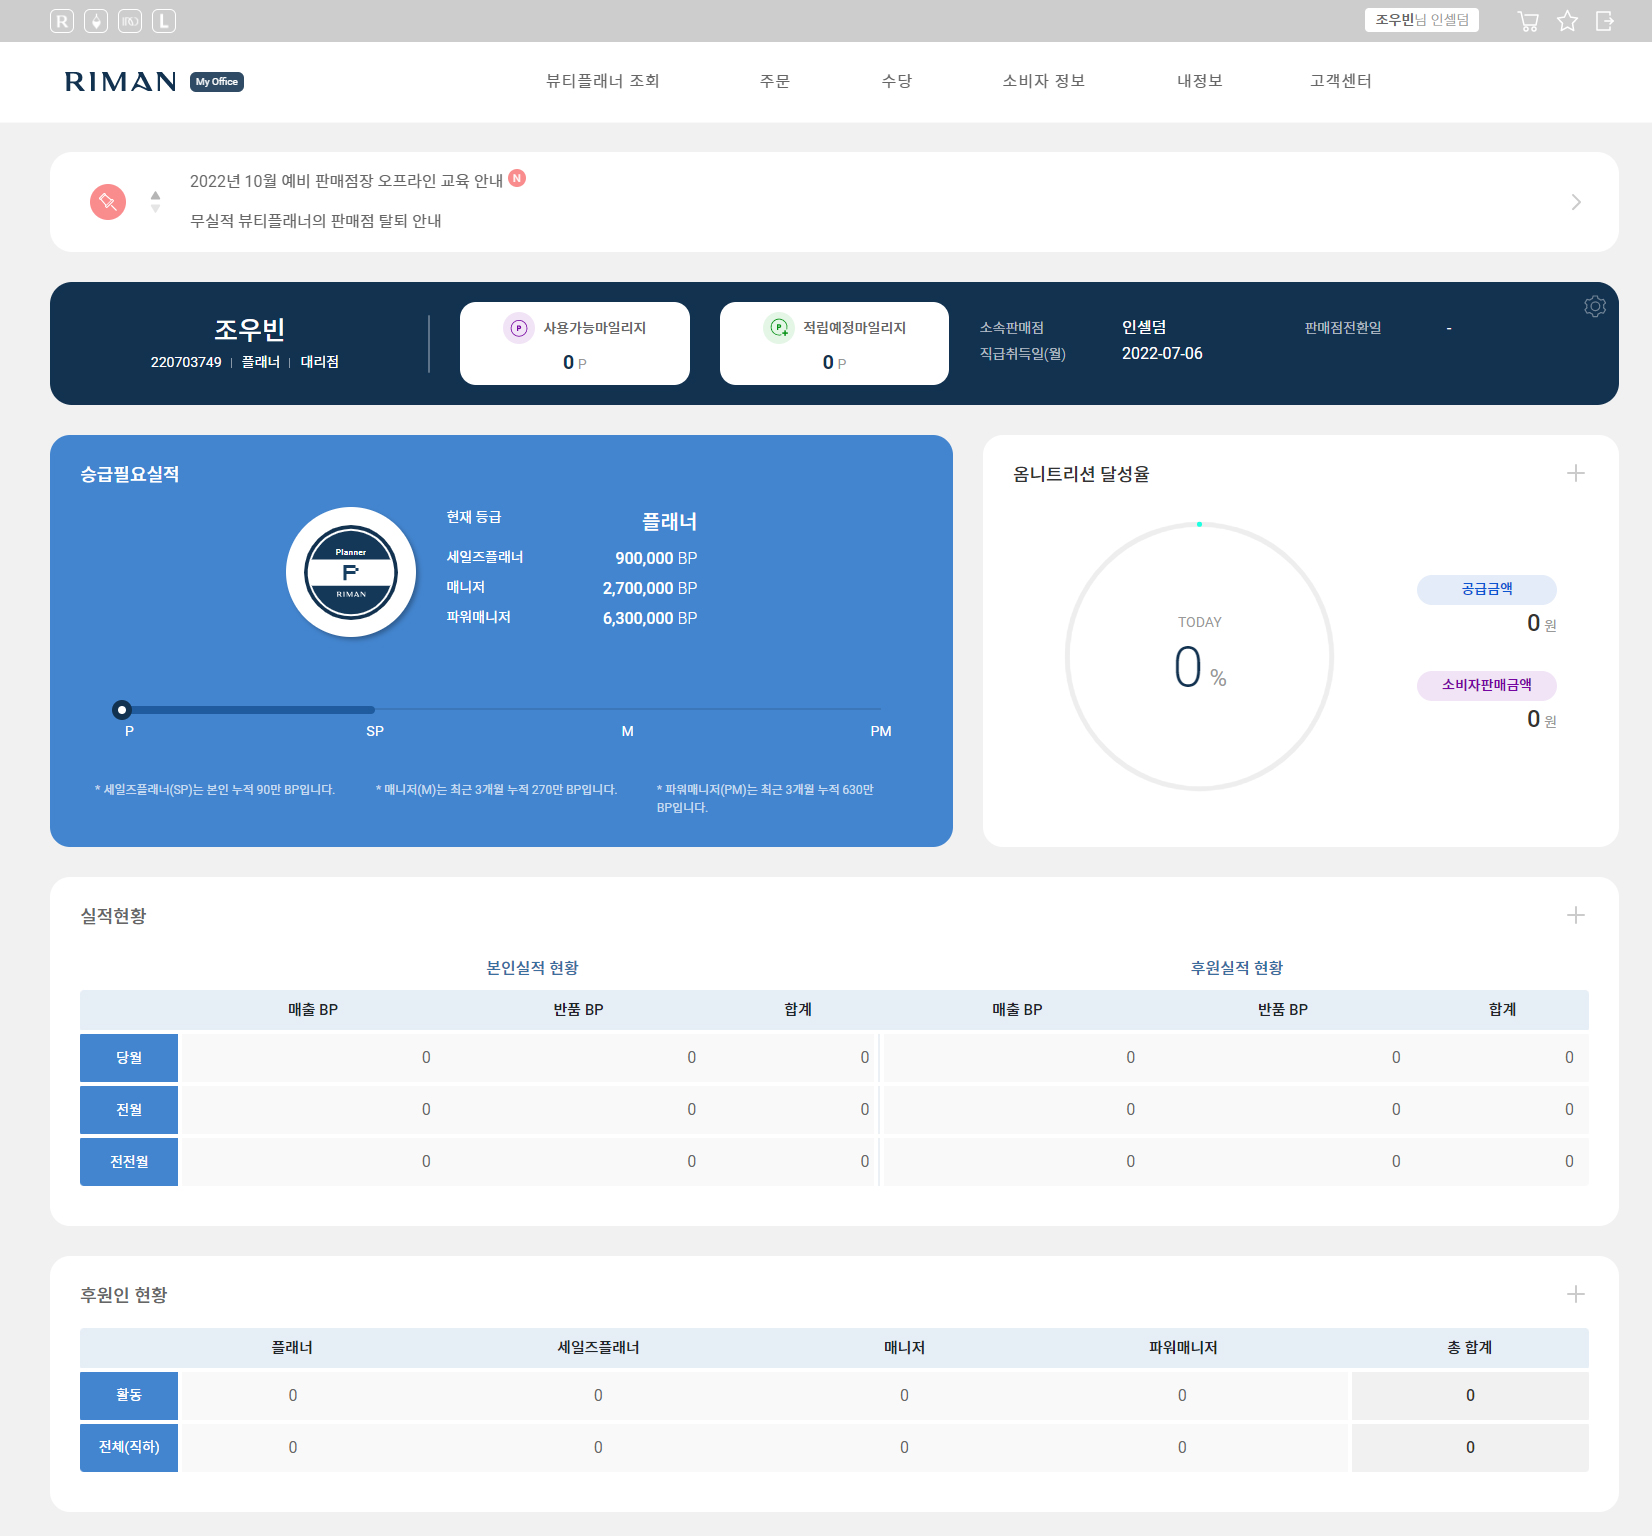 R IRD L
조우빈님 인셀덤
RIMAN My Office
뷰티플래너 조회 주문 수당 소비자 정보 내정보 고객센터
2022년 10월 예비 판매점장 오프라인 교육 안내 N
무실적 뷰티플래너의 판매점 탈퇴 안내
조우빈
220703749 | 플래너 | 대리점
P 사용가능마일리지
0 P
P 적립예정마일리지
0 P
소속판매점 인셀덤 판매점전환일 -
직급취득일(월) 2022-07-06
승급필요실적
Planner
P
RIMAN
현재 등급 플래너
세일즈플래너 900,000 BP
매니저 2,700,000 BP
파워매니저 6,300,000 BP
P SP M PM
* 세일즈플래너(SP)는 본인 누적 90만 BP입니다.
* 매니저(M)는 최근 3개월 누적 270만 BP입니다.
* 파워매니저(PM)는 최근 3개월 누적 630만
BP입니다.
옴니트리션 달성율
TODAY
0 %
공급금액
0 원
소비자판매금액
0 원
실적현황
본인실적 현황 후원실적 현황
매출 BP 반품 BP 합계 매출 BP 반품 BP 합계
당월 0 0 0 0 0 0
전월 0 0 0 0 0 0
전전월 0 0 0 0 0 0
후원인 현황
플래너 세일즈플래너 매니저 파워매니저 총 합계
활동 0 0 0 0 0
전체(직하) 0 0 0 0 0